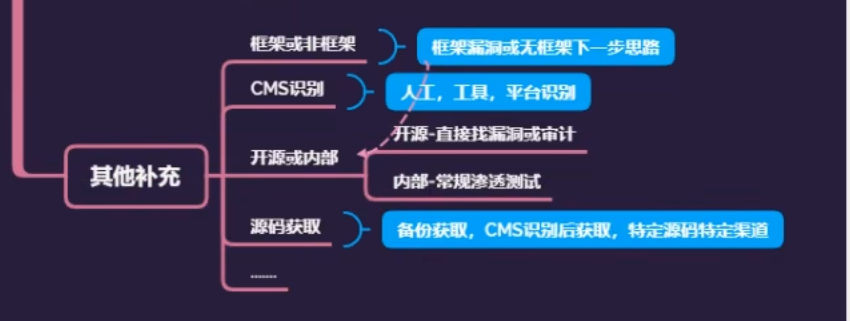 框架或非框架
框架漏洞或无框架下一步思路
CMS识别
人工，工具，平台识别
其他补充
开源或内部
开源-直接找漏洞或审计
内部-常规渗透测试
源码获取
备份获取，CMS识别后获取，特定源码特定渠道
......